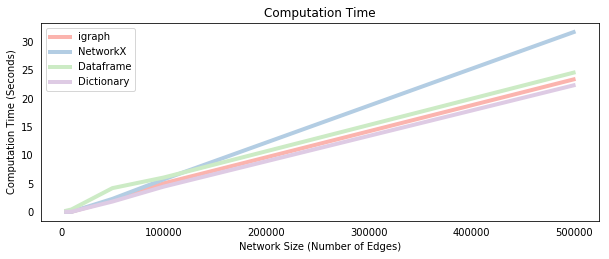 Computation Time
igraph
NetworkX
Dataframe
Dictionary
Computation Time (Seconds)
30
25
20
15
10
5
0
0 100000 200000 300000 400000 500000
Network Size (Number of Edges)